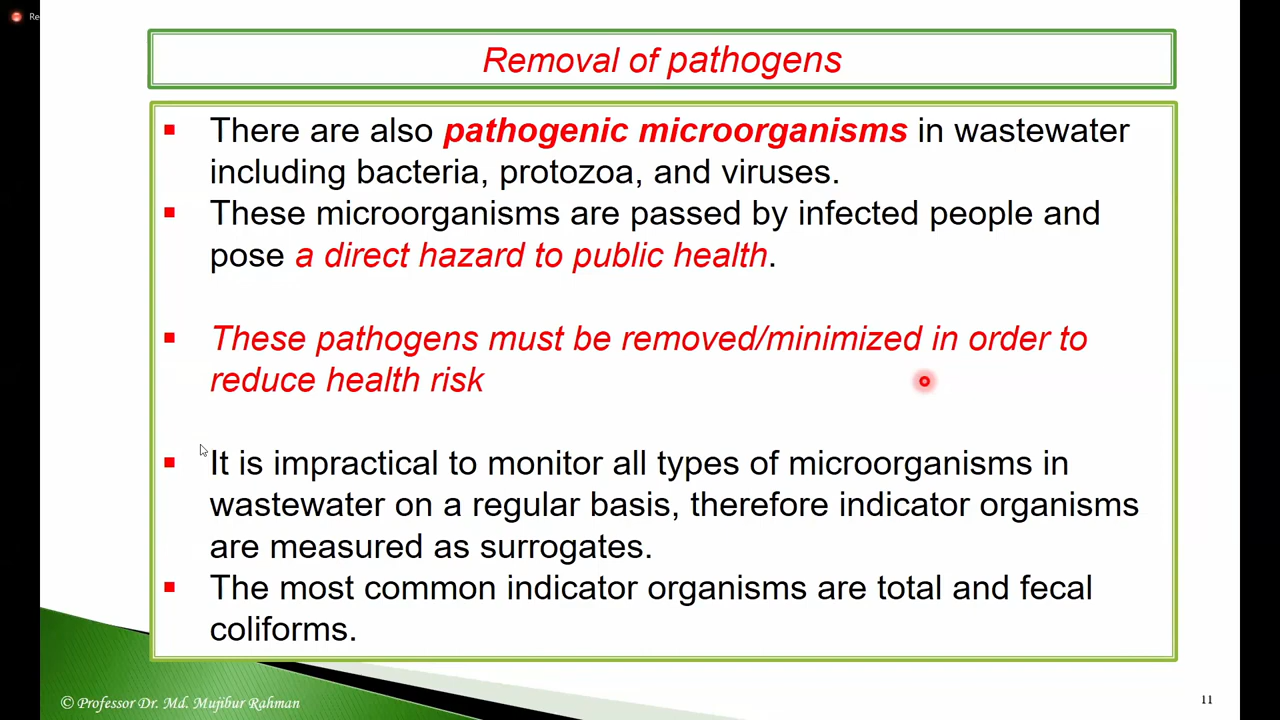 Re
Removal of pathogens
▪ There are also pathogenic microorganisms in wastewater
including bacteria, protozoa, and viruses.
▪ These microorganisms are passed by infected people and
pose a direct hazard to public health.
▪ These pathogens must be removed/minimized in order to
reduce health risk
▪ It is impractical to monitor all types of microorganisms in
wastewater on a regular basis, therefore indicator organisms
are measured as surrogates.
▪ The most common indicator organisms are total and fecal
coliforms.
© Professor Dr. Md. Mujibur Rahman
11